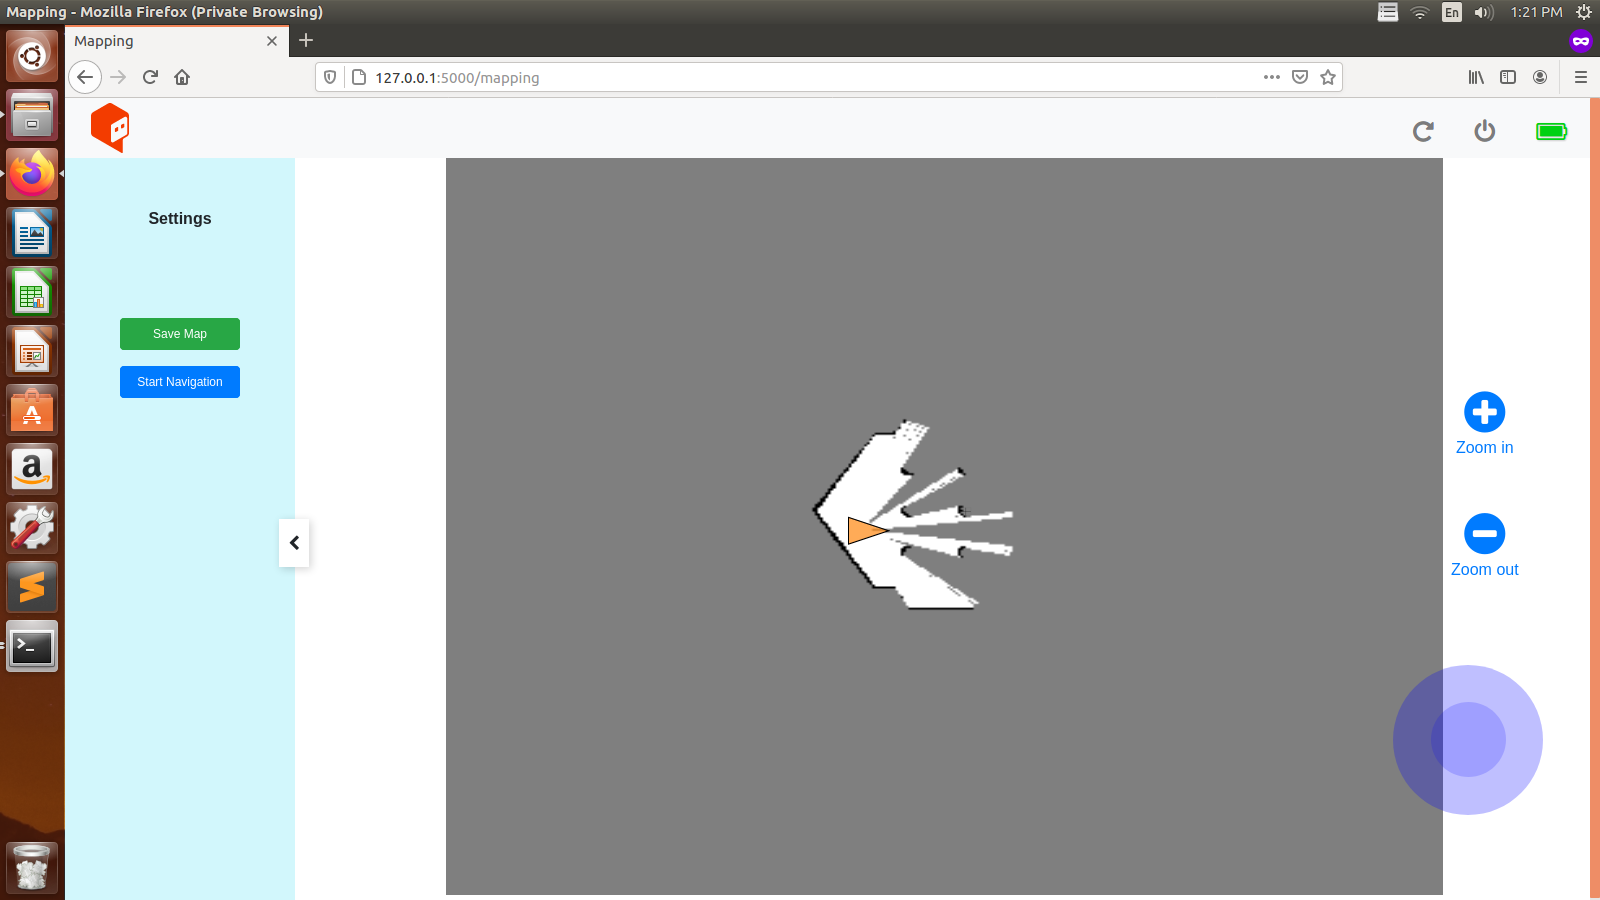 Mapping - Mozilla Firefox (Private Browsing)
En
1:21 PM
Mapping
127.0.0.1:5000/mapping
Settings
Save Map
Start Navigation
Zoom in
Zoom out